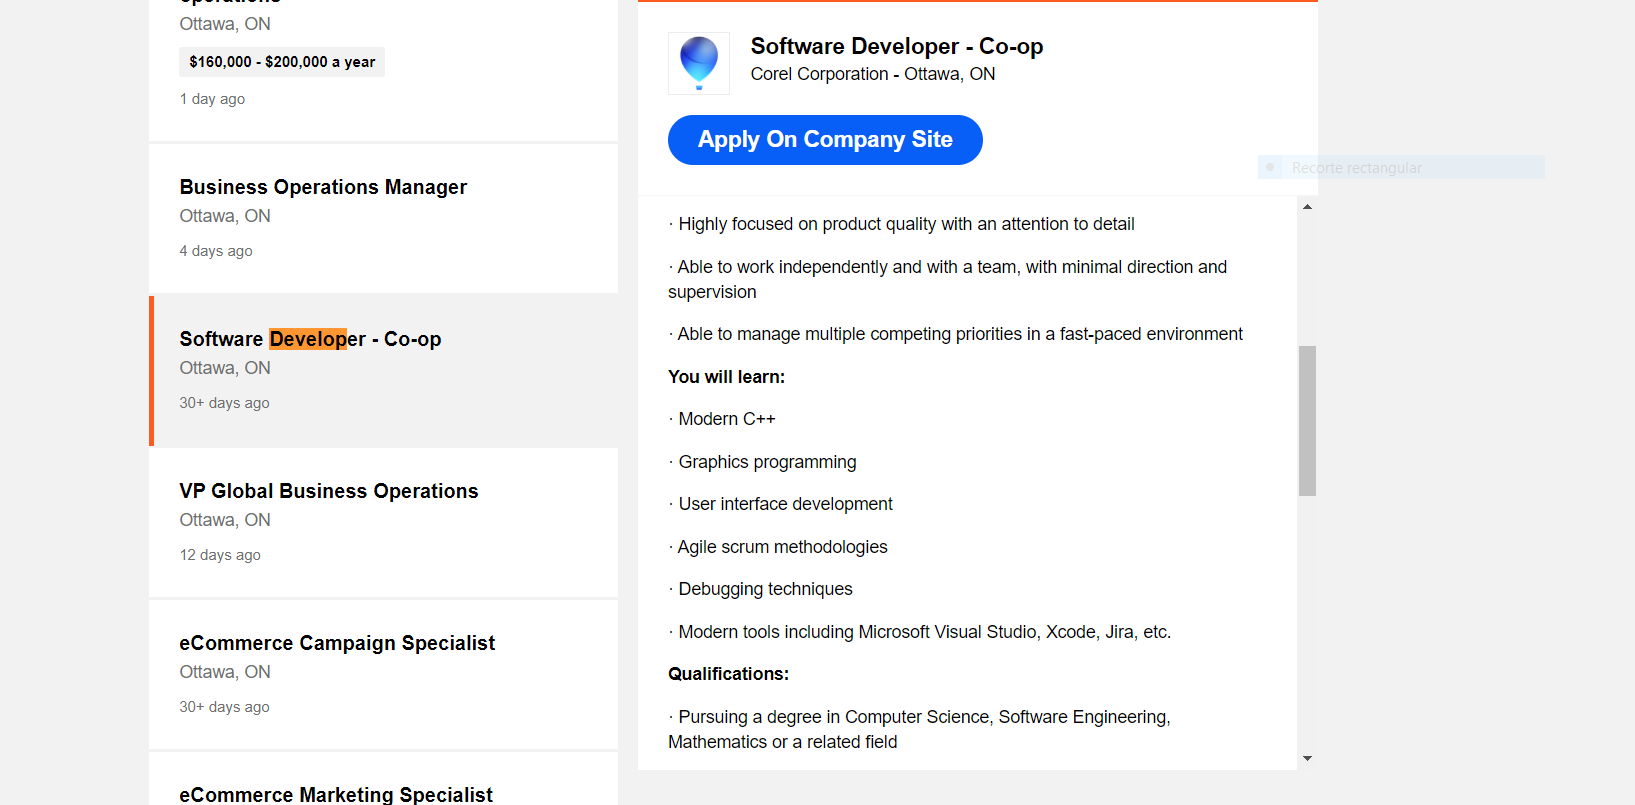 operations
Ottawa, ON
$160,000 - $200,000 a year
1 day ago
Business Operations Manager
Ottawa, ON
4 days ago
Software Developer - Co-op
Ottawa, ON
30+ days ago
VP Global Business Operations
Ottawa, ON
12 days ago
eCommerce Campaign Specialist
Ottawa, ON
30+ days ago
eCommerce Marketing Specialist
Software Developer - Co-op
Corel Corporation - Ottawa, ON
Apply On Company Site
Recorte rectangular
· Highly focused on product quality with an attention to detail
· Able to work independently and with a team, with minimal direction and
supervision
· Able to manage multiple competing priorities in a fast-paced environment
You will learn:
· Modern C++
· Graphics programming
· User interface development
· Agile scrum methodologies
· Debugging techniques
· Modern tools including Microsoft Visual Studio, Xcode, Jira, etc.
Qualifications:
· Pursuing a degree in Computer Science, Software Engineering,
Mathematics or a related field